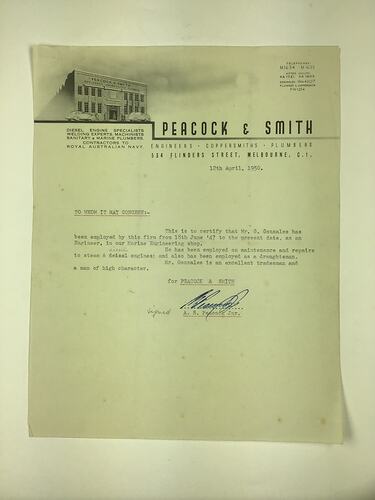 PEACOCK & SMITH
TELEPHONES
DIESEL ENGINE SPECIALISTS
WELDING EXPERTS, MACHINISTS
SANITARY & MARINE PLUMBERS
CONTRACTORS TO
ROYAL AUSTRALIAN NAVY.
PEACOCK & SMITH
ENGINEERS · COPPERSMITHS · PLUMBERS
534 FLINDERS STREET, MELBOURNE, C.1.
12th April, 1950.
TO WHOM IT MAY CONCERN:-
This is to certify that Mr. G. Gonzales has
been employed by this firm from 18th June '47 to the present date, as an
Engineer, in our Marine Engineering shop.
He has been employed on maintenance and repairs
to steam & deisel engines; and also has been employed as a draughtsman.
Mr. Gonzales is an excellent tradesman and
a man of high character.
for PEACOCK & SMITH
signed
A. E. Peacock Jnr.